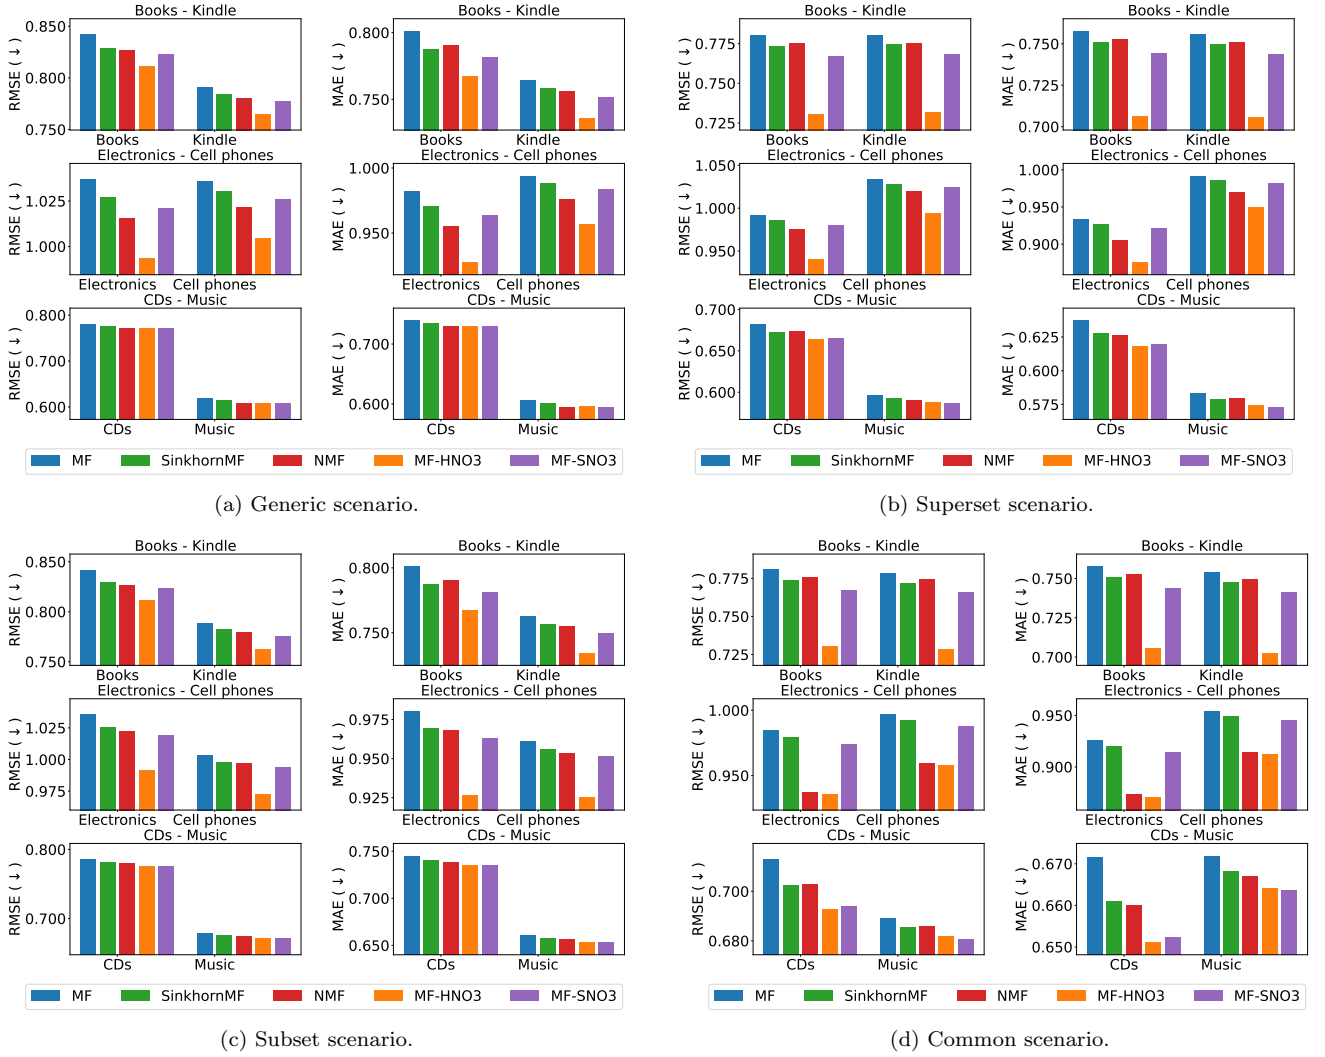 Books - Kindle
RMSE (↓)
0.850
0.800
0.750
Books Kindle
Books - Kindle
MAE (↓)
0.800
0.750
Books Kindle
Electronics - Cell phones
RMSE (↓)
1.025
1.000
Electronics Cell phones
Electronics - Cell phones
MAE (↓)
1.000
0.950
Electronics Cell phones
CDs - Music
RMSE (↓)
0.800
0.700
0.600
CDs Music
CDs - Music
MAE (↓)
0.700
0.600
CDs Music
MF SinkhornMF NMF MF-HNO3 MF-SNO3
(a) Generic scenario.
Books - Kindle
RMSE (↓)
0.775
0.750
0.725
Books Kindle
Books - Kindle
MAE (↓)
0.750
0.725
0.700
Books Kindle
Electronics - Cell phones
RMSE (↓)
1.050
1.000
0.950
Electronics Cell phones
Electronics - Cell phones
MAE (↓)
1.000
0.950
0.900
Electronics Cell phones
CDs - Music
RMSE (↓)
0.700
0.650
0.600
CDs Music
CDs - Music
MAE (↓)
0.625
0.600
0.575
CDs Music
MF SinkhornMF NMF MF-HNO3 MF-SNO3
(b) Superset scenario.
Books - Kindle
RMSE (↓)
0.850
0.800
0.750
Books Kindle
Books - Kindle
MAE (↓)
0.800
0.750
Books Kindle
Electronics - Cell phones
RMSE (↓)
1.025
1.000
0.975
Electronics Cell phones
Electronics - Cell phones
MAE (↓)
0.975
0.950
0.925
Electronics Cell phones
CDs - Music
RMSE (↓)
0.800
0.700
CDs Music
CDs - Music
MAE (↓)
0.750
0.700
0.650
CDs Music
MF SinkhornMF NMF MF-HNO3 MF-SNO3
(c) Subset scenario.
Books - Kindle
RMSE (↓)
0.775
0.750
0.725
Books Kindle
Books - Kindle
MAE (↓)
0.750
0.725
0.700
Books Kindle
Electronics - Cell phones
RMSE (↓)
1.000
0.950
Electronics Cell phones
Electronics - Cell phones
MAE (↓)
0.950
0.900
Electronics Cell phones
CDs - Music
RMSE (↓)
0.700
0.680
CDs Music
CDs - Music
MAE (↓)
0.670
0.660
0.650
CDs Music
MF SinkhornMF NMF MF-HNO3 MF-SNO3
(d) Common scenario.